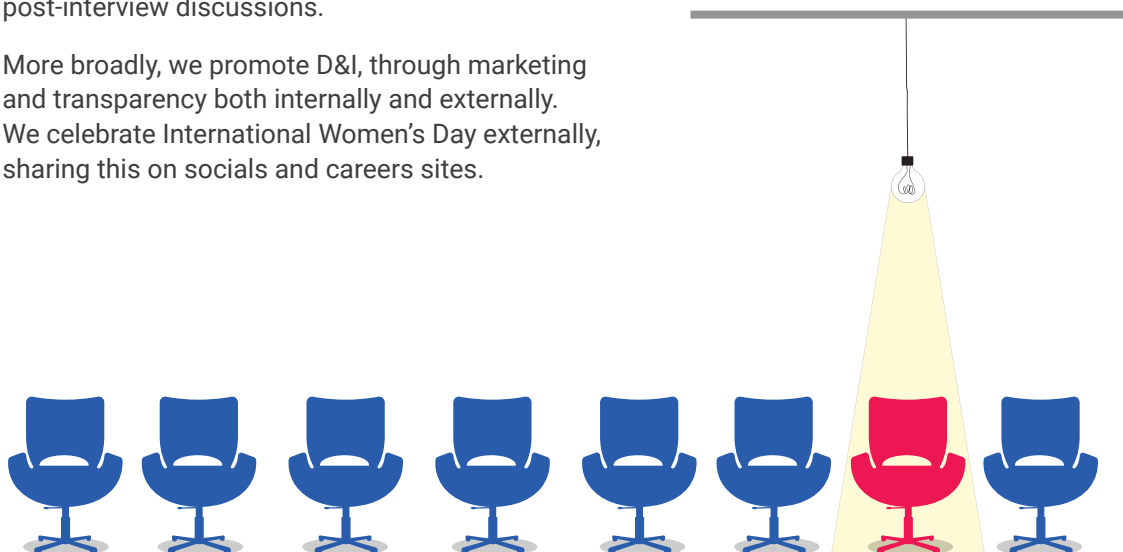 post-interview discussions.
More broadly, we promote D&I, through marketing
and transparency both internally and externally.
We celebrate International Women’s Day externally,
sharing this on socials and careers sites.